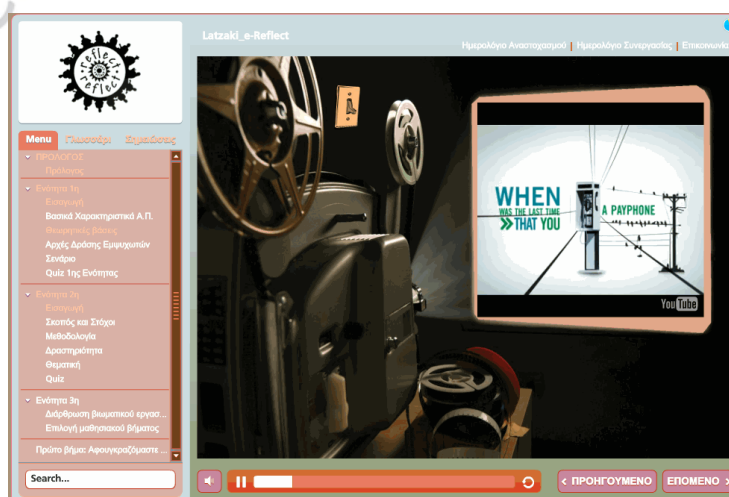 reflect
reflect
Latzaki_e-Reflect
Ημερολόγιο Αναστοχασμού | Ημερολόγιο Συνεργασίας | Επικοινωνία
Menu Γλωσσάρι Σημειώσεις
ΠΡΟΛΟΓΟΣ
Πρόλογος
Ενότητα 1η
Εισαγωγή
Βασικά Χαρακτηριστικά Α.Π.
Θεωρητικές βάσεις
Αρχές Δράσης Εμψυχωτών
Σενάριο
Quiz 1ης Ενότητας
Ενότητα 2η
Εισαγωγή
Σκοπός και Στόχοι
Μεθοδολογία
Δραστηριότητα
Θεματική
Quiz
Ενότητα 3η
Διάρθρωση βιωματικού εργασ...
Επιλογή μαθησιακού βήματος
Πρώτο βήμα: Αφουγκραζόμαστε ...
Search...
WHEN
WAS THE LAST TIME
THAT YOU
A PAYPHONE
YouTube
< ΠΡΟΗΓΟΥΜΕΝΟ
ΕΠΟΜΕΝΟ >